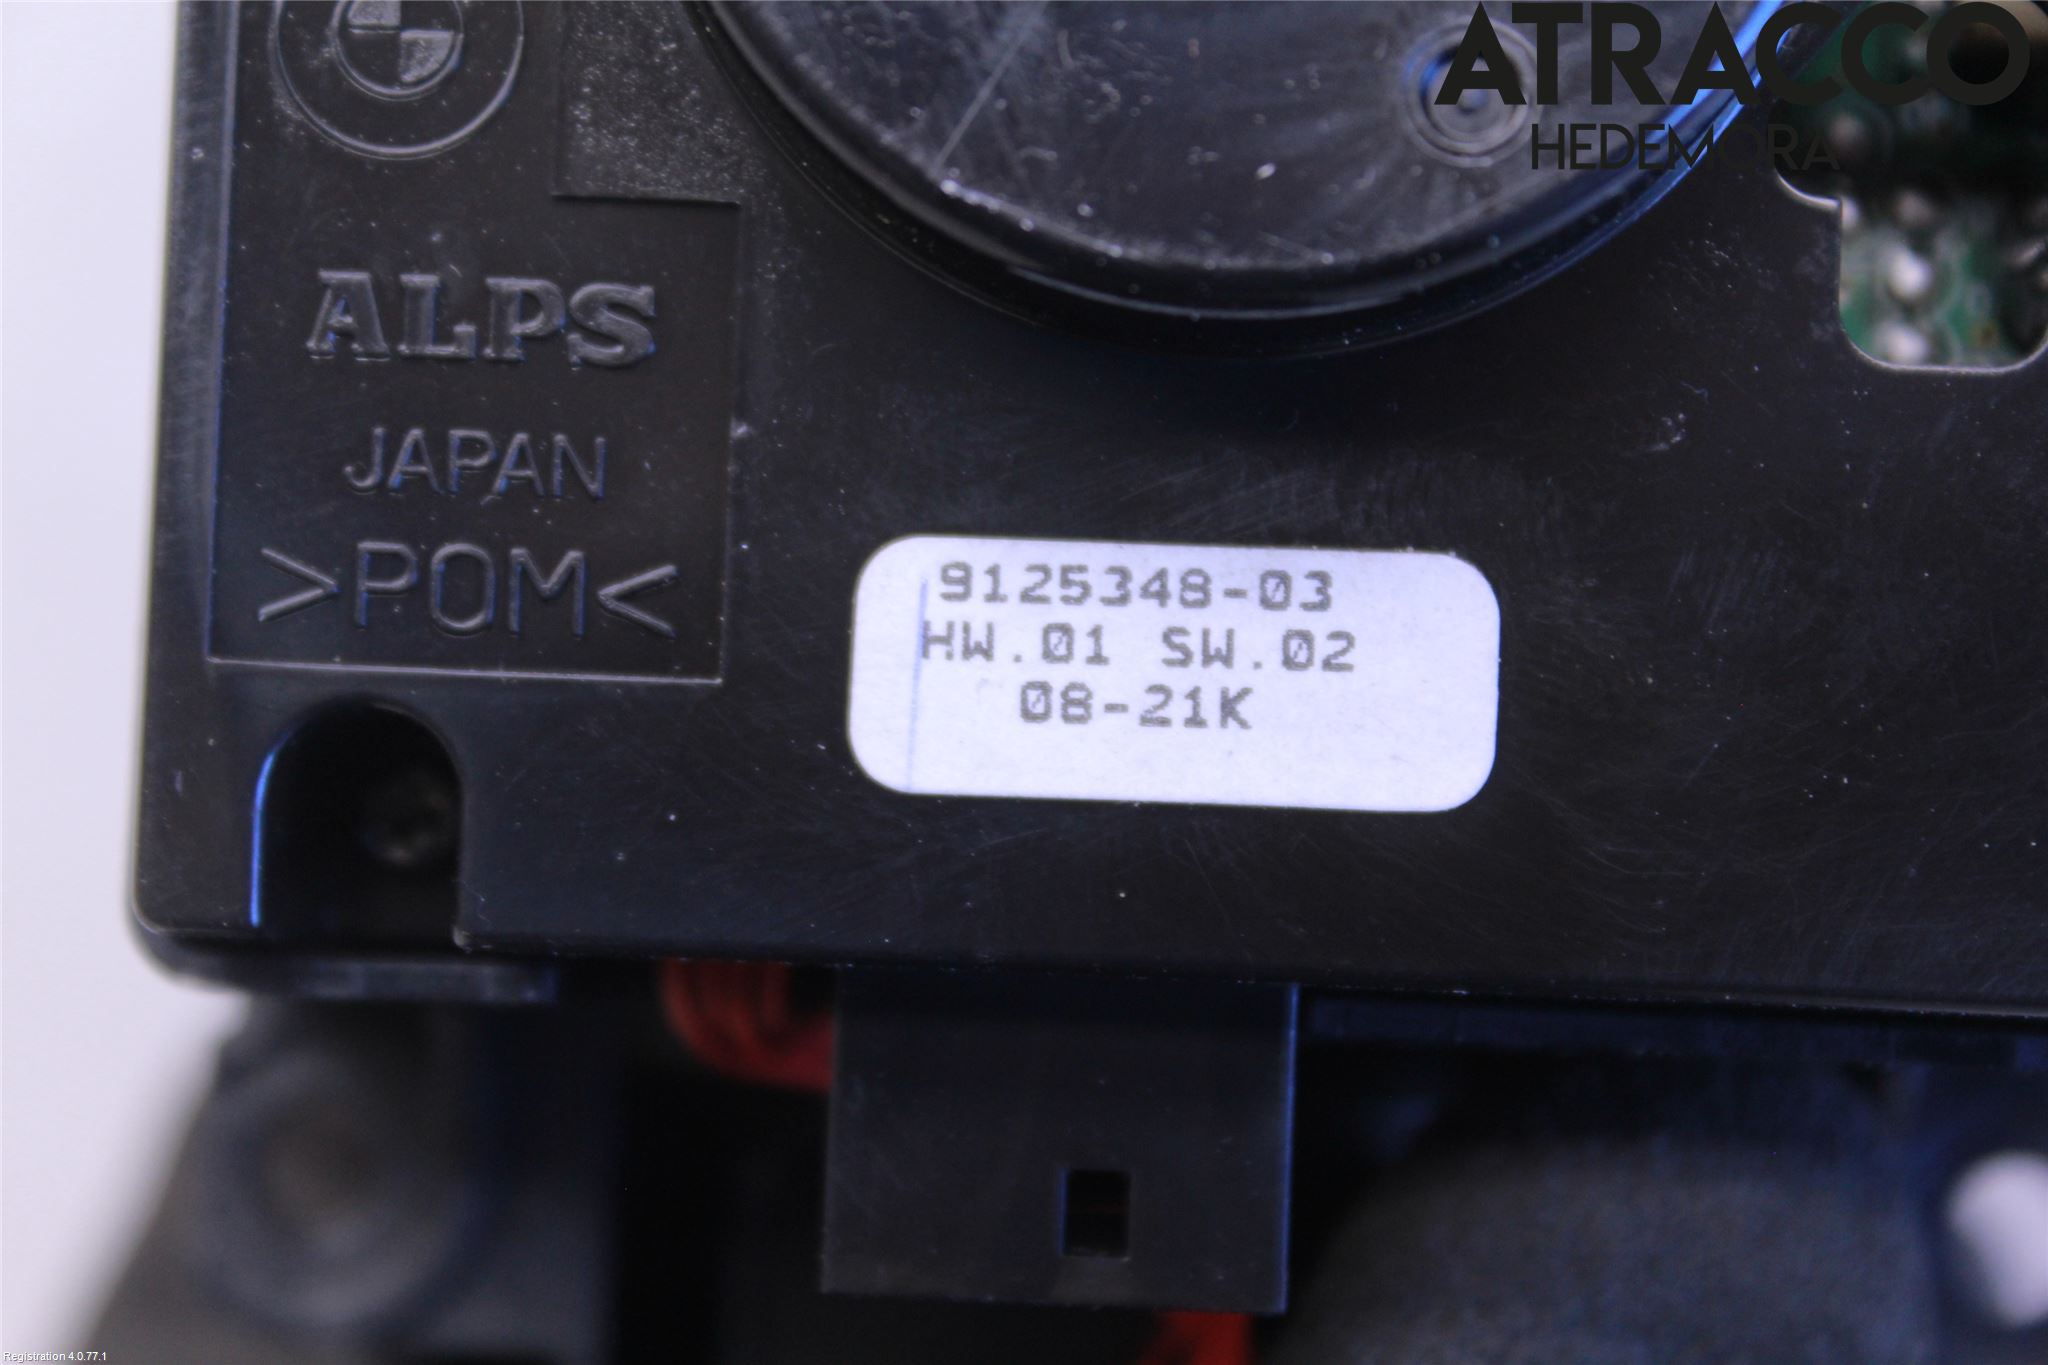 ATRACCO
HEDEMORA
ALPS
JAPAN
>POM<
9125348-03
HW.01 SW.02
08-21K
Registration 4.0.77.1